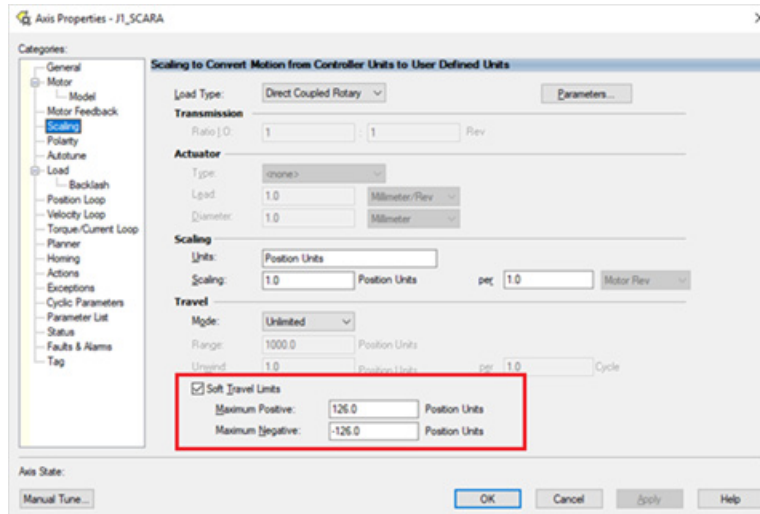 Axis Properties - J1_SCARA
Categories:
General
Motor
Model
Motor Feedback
Scaling
Polarity
Autotune
Load
Backlash
Position Loop
Velocity Loop
Torque/Current Loop
Planner
Homing
Actions
Exceptions
Cyclic Parameters
Parameter List
Status
Faults & Alarms
Tag
Scaling to Convert Motion from Controller Units to User Defined Units
Load Type: Direct Coupled Rotary Parameters...
Transmission
Ratio I:O: 1 : 1 Rev
Actuator
Type: <none>
Lead: 1.0 Millimeter/Rev
Diameter: 1.0 Millimeter
Scaling
Units: Position Units
Scaling: 1.0 Position Units per 1.0 Motor Rev
Travel
Mode: Unlimited
Range: 1000.0 Position Units
Unwind: 1.0 Position Units per 1.0 Cycle
Soft Travel Limits
Maximum Positive: 126.0 Position Units
Maximum Negative: -126.0 Position Units
Axis State:
Manual Tune... OK Cancel Apply Help